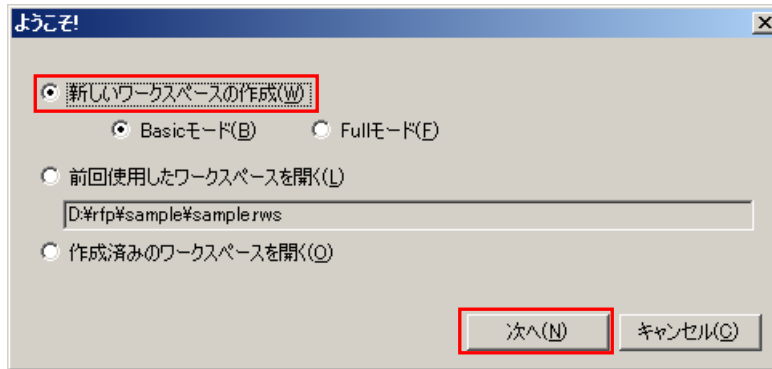 ようこそ!
新しいワークスペースの作成(W)
Basicモード(B) Fullモード(F)
前回使用したワークスペースを開く(L)
D:¥rfp¥sample¥sample.rws
作成済みのワークスペースを開く(O)
次へ(N) キャンセル(C)